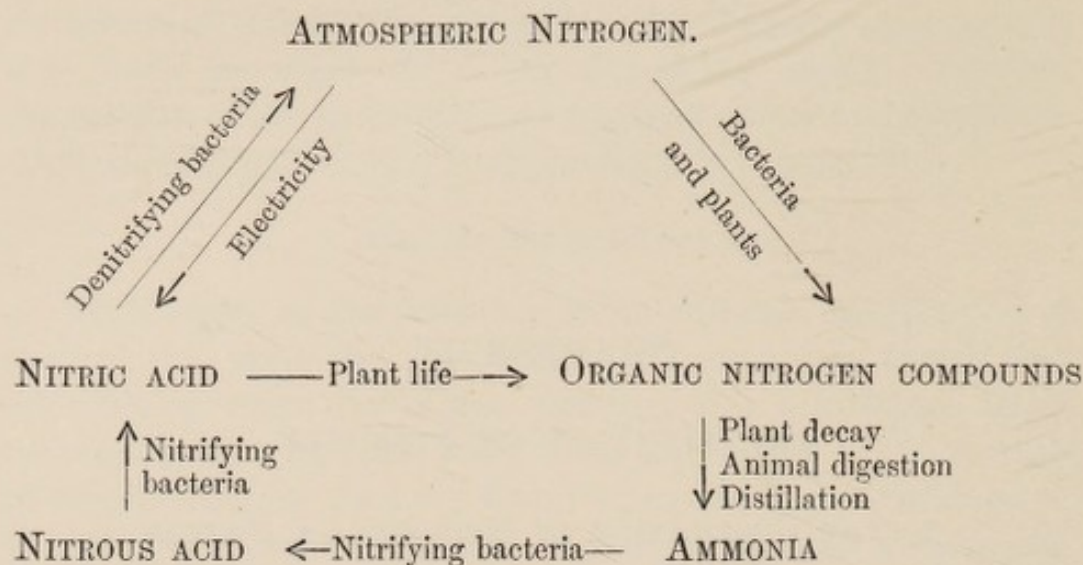 ATMOSPHERIC NITROGEN.
Denitrifying bacteria
Electricity
Bacteria
and plants
NITRIC ACID
Plant life
ORGANIC NITROGEN COMPOUNDS
Nitrifying
bacteria
Plant decay
Animal digestion
Distillation
NITROUS ACID
Nitrifying bacteria
AMMONIA